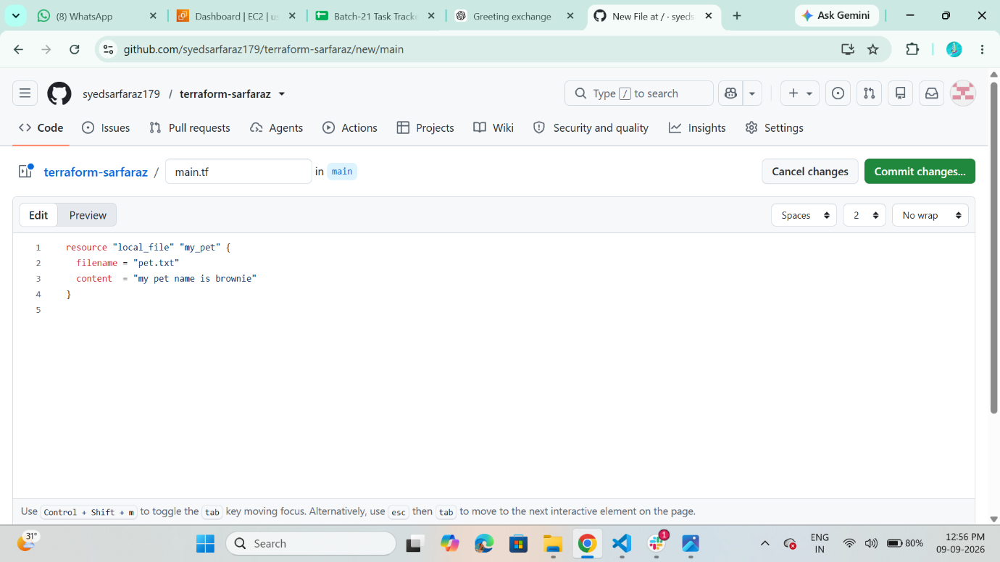 (8) WhatsApp
Dashboard | EC2 | us
Batch-21 Task Tracke
Greeting exchange
New File at / · syeds
Ask Gemini
github.com/syedsarfaraz179/terraform-sarfaraz/new/main
syedsarfaraz179 / terraform-sarfaraz
Type / to search
Code
Issues
Pull requests
Agents
Actions
Projects
Wiki
Security and quality
Insights
Settings
terraform-sarfaraz / main.tf in main
Cancel changes
Commit changes...
Edit
Preview
Spaces
2
No wrap
1 resource "local_file" "my_pet" {
2 filename = "pet.txt"
3 content  = "my pet name is brownie"
4 }
5
Use Control + Shift + m to toggle the tab key moving focus. Alternatively, use esc then tab to move to the next interactive element on the page.
31°
Search
1
ENG
IN
80%
12:56 PM
09-09-2026